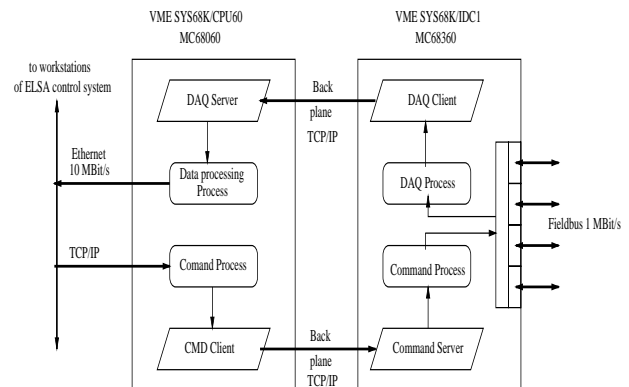 VME SYS68K/CPU60
MC68060
VME SYS68K/IDC1
MC68360
to workstations
of ELSA control system
DAQ Server
Back
plane
TCP/IP
DAQ Client
Ethernet
10 MBit/s
Data processing
Process
DAQ Process
Fieldbus 1 MBit/s
TCP/IP
Comand Process
Command Process
CMD Client
Back
plane
TCP/IP
Command Server